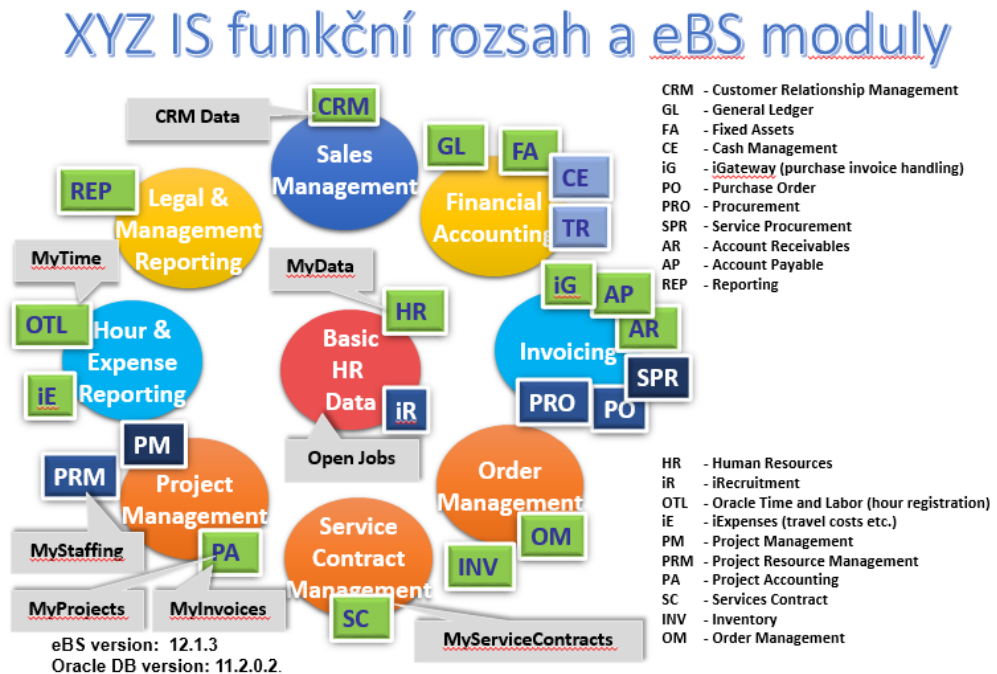 XYZ IS funkční rozsah a eBS moduly
CRM Data
CRM
Sales
Management
GL
FA
CE
TR
Financial
Accounting
REP
Legal &
Management
Reporting
MyTime
OTL
Hour &
Expense
Reporting
iE
MyData
HR
Basic
HR
Data
iR
Open Jobs
iG
AP
AR
Invoicing
SPR
PRO
PO
PM
PRM
Project
Management
MyStaffing
PA
MyProjects
MyInvoices
Service
Contract
Management
SC
MyServiceContracts
Order
Management
OM
INV
eBS version: 12.1.3
Oracle DB version: 11.2.0.2.
CRM - Customer Relationship Management
GL - General Ledger
FA - Fixed Assets
CE - Cash Management
iG - iGateway (purchase invoice handling)
PO - Purchase Order
PRO - Procurement
SPR - Service Procurement
AR - Account Receivables
AP - Account Payable
REP - Reporting
HR - Human Resources
iR - iRecruitment
OTL - Oracle Time and Labor (hour registration)
iE - iExpenses (travel costs etc.)
PM - Project Management
PRM - Project Resource Management
PA - Project Accounting
SC - Services Contract
INV - Inventory
OM - Order Management